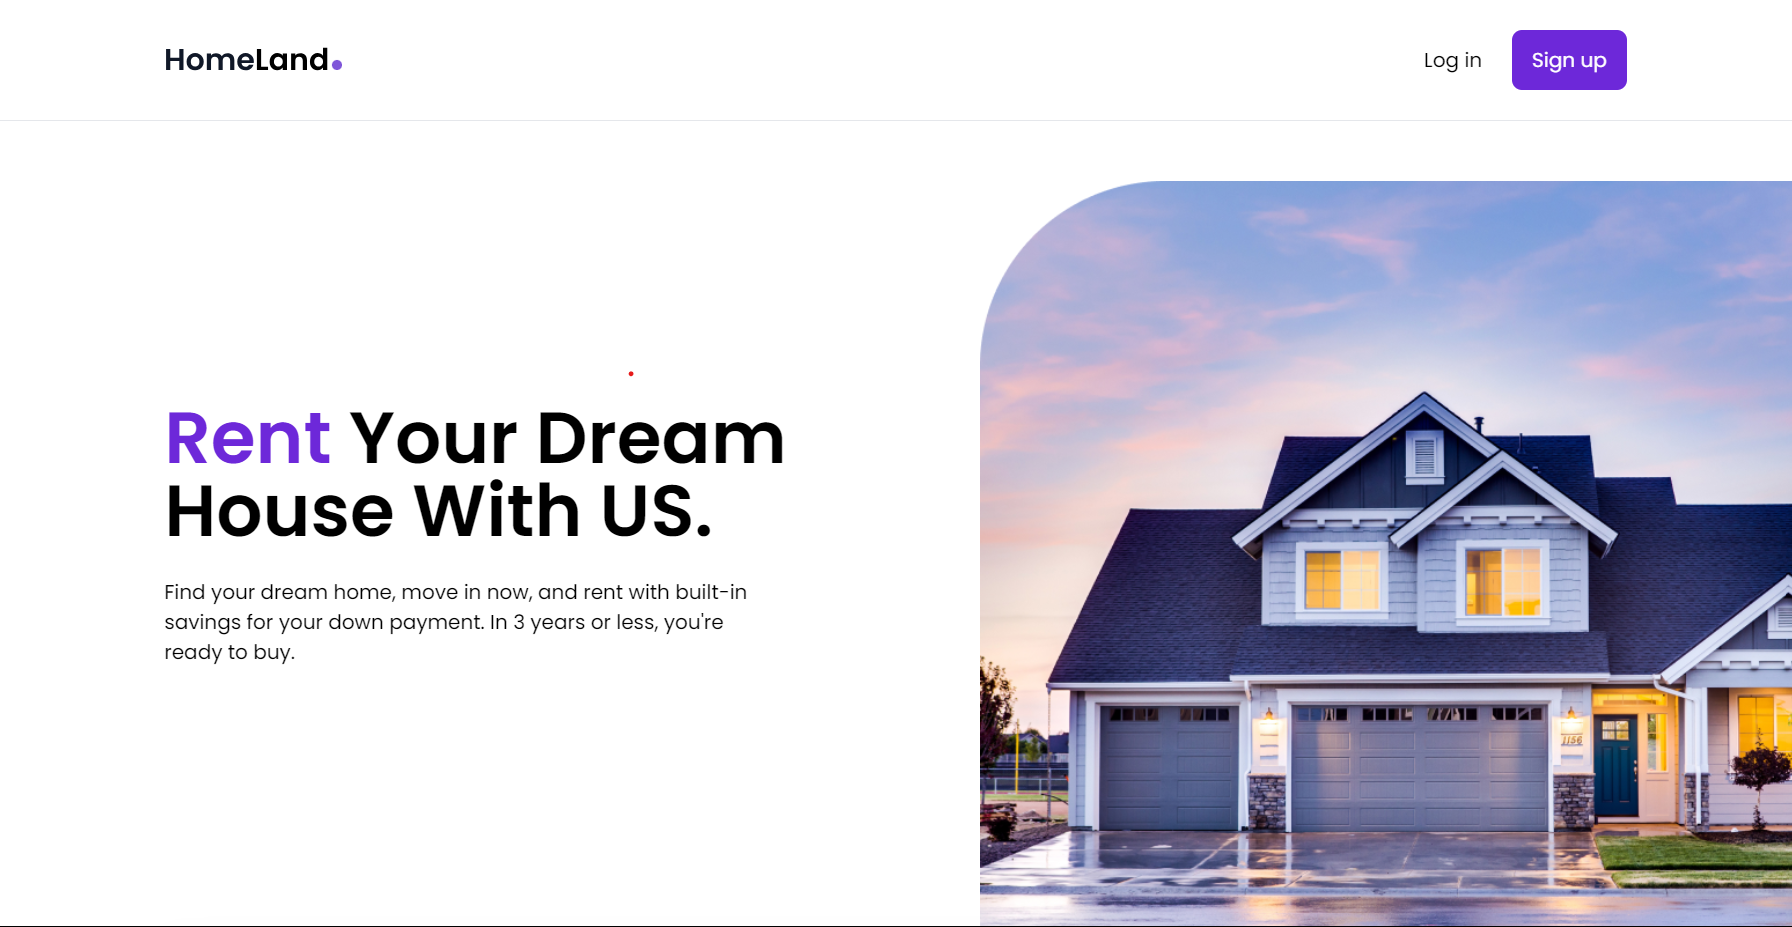 HomeLand
Log in
Sign up
Rent Your Dream
House With US.
Find your dream home, move in now, and rent with built-in
savings for your down payment. In 3 years or less, you're
ready to buy.
1156